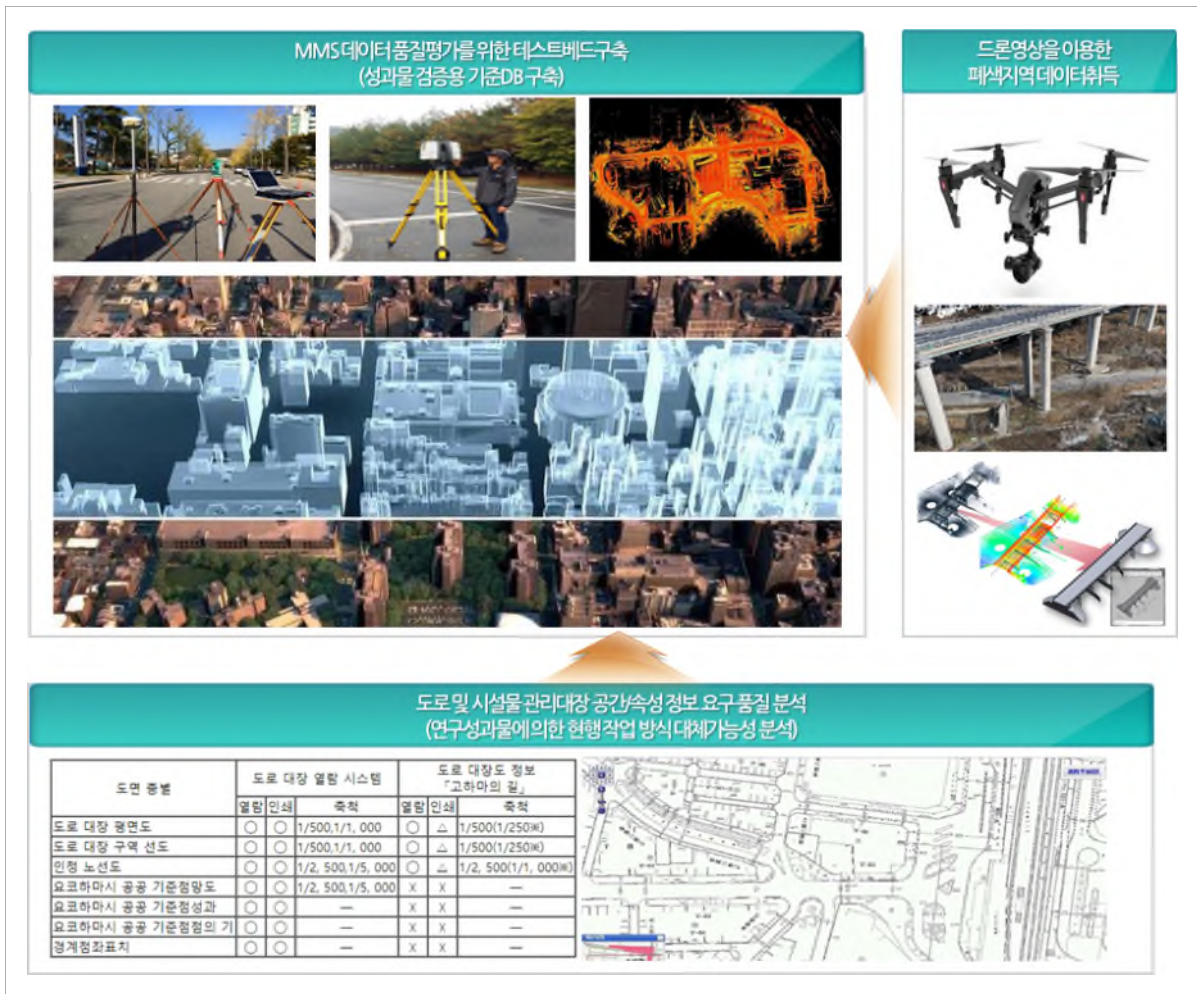 MMS데이터 품질평가를 위한 테스트베드구축
(성과물 검증용 기준DB 구축)
드론영상을 이용한
폐색지역 데이터취득
도로 및 시설물 관리대장 공간/속성 정보 요구 품질 분석
(연구성과물에 의한 현행 작업 방식 대체가능성 분석)
도면 종별 도로 대장 열람 시스템 도로 대장도 정보
「고하마의 길」
열람 인쇄 축척 열람 인쇄 축척
도로 대장 평면도 ○ ○ 1/500,1/1, 000 ○ △ 1/500(1/250※)
도로 대장 구역 선도 ○ ○ 1/500,1/1, 000 ○ △ 1/500(1/250※)
인정 노선도 ○ ○ 1/2, 500,1/5, 000 ○ △ 1/2, 500(1/1, 000※)
요코하마시 공공 기준점망도 ○ ○ 1/2, 500,1/5, 000 X X —
요코하마시 공공 기준점성과 ○ ○ — X X —
요코하마시 공공 기준점점의 기 ○ ○ — X X —
경계점좌표치 ○ ○ — X X —